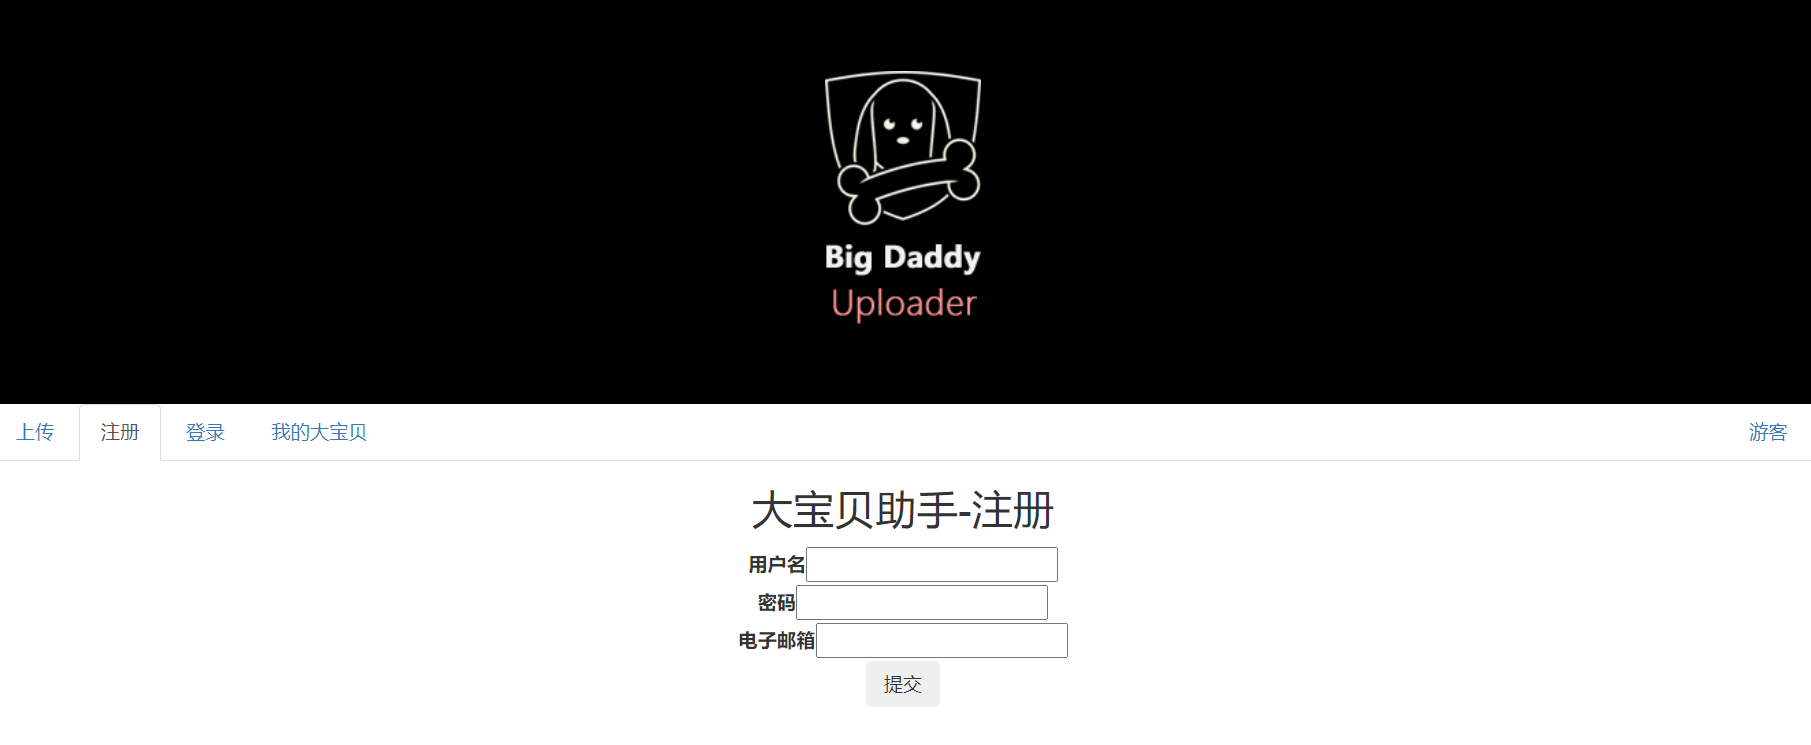 Big Daddy
Uploader
上传 注册 登录 我的大宝贝 游客
大宝贝助手-注册
用户名
密码
电子邮箱
提交